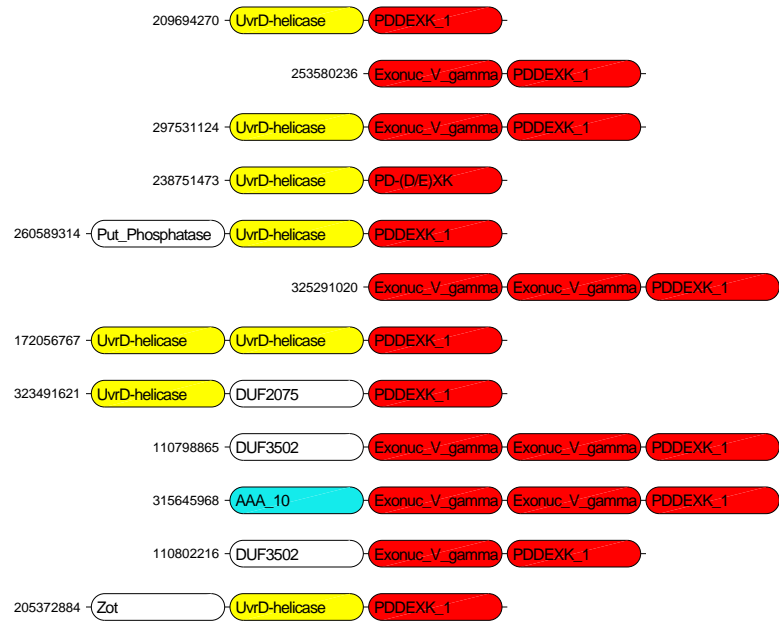 209694270 UvrD-helicase PDDEXK_1
253580236 Exonuc_V_gamma PDDEXK_1
297531124 UvrD-helicase Exonuc_V_gamma PDDEXK_1
238751473 UvrD-helicase PD-(D/E)XK
260589314 Put_Phosphatase UvrD-helicase PDDEXK_1
325291020 Exonuc_V_gamma Exonuc_V_gamma PDDEXK_1
172056767 UvrD-helicase UvrD-helicase PDDEXK_1
323491621 UvrD-helicase DUF2075 PDDEXK_1
110798865 DUF3502 Exonuc_V_gamma Exonuc_V_gamma PDDEXK_1
315645968 AAA_10 Exonuc_V_gamma Exonuc_V_gamma PDDEXK_1
110802216 DUF3502 Exonuc_V_gamma PDDEXK_1
205372884 Zot UvrD-helicase PDDEXK_1